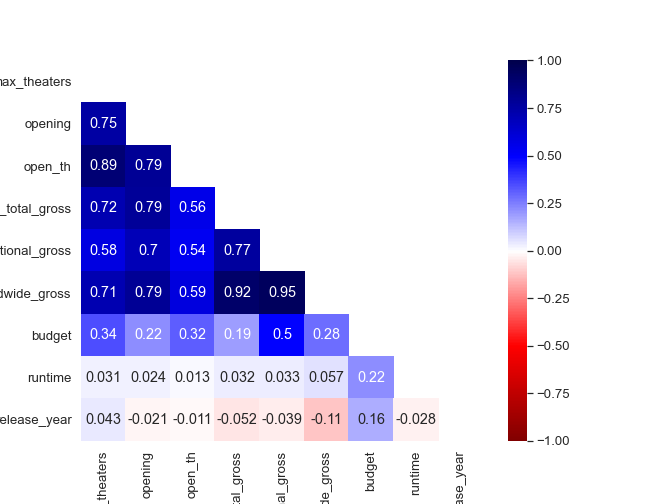 max_theaters
opening
open_th
_total_gross
tional_gross
dwide_gross
budget
runtime
elease_year
0.75
0.89 0.79
0.72 0.79 0.56
0.58 0.7 0.54 0.77
0.71 0.79 0.59 0.92 0.95
0.34 0.22 0.32 0.19 0.5 0.28
0.031 0.024 0.013 0.032 0.033 0.057 0.22
0.043 -0.021 -0.011 -0.052 -0.039 -0.11 0.16 -0.028
_theaters
opening
open_th
tal_gross
al_gross
de_gross
budget
runtime
ase_year
1.00
0.75
0.50
0.25
0.00
−0.25
−0.50
−0.75
−1.00